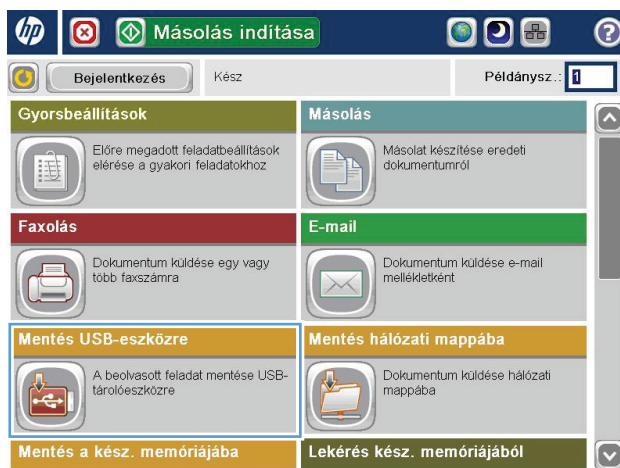 hp
Másolás indítása
?
Bejelentkezés
Kész
Példánysz.:
1
Gyorsbeállítások
Előre megadott feladatbeállítások
elérése a gyakori feladatokhoz
Másolás
Másolat készítése eredeti
dokumentumról
Faxolás
Dokumentum küldése egy vagy
több faxszámra
E-mail
Dokumentum küldése e-mail
mellékletként
Mentés USB-eszközre
A beolvasott feladat mentése USB-
tárolóeszközre
Mentés hálózati mappába
Dokumentum küldése hálózati
mappába
Mentés a kész. memóriájába
Lekérés kész. memóriájából